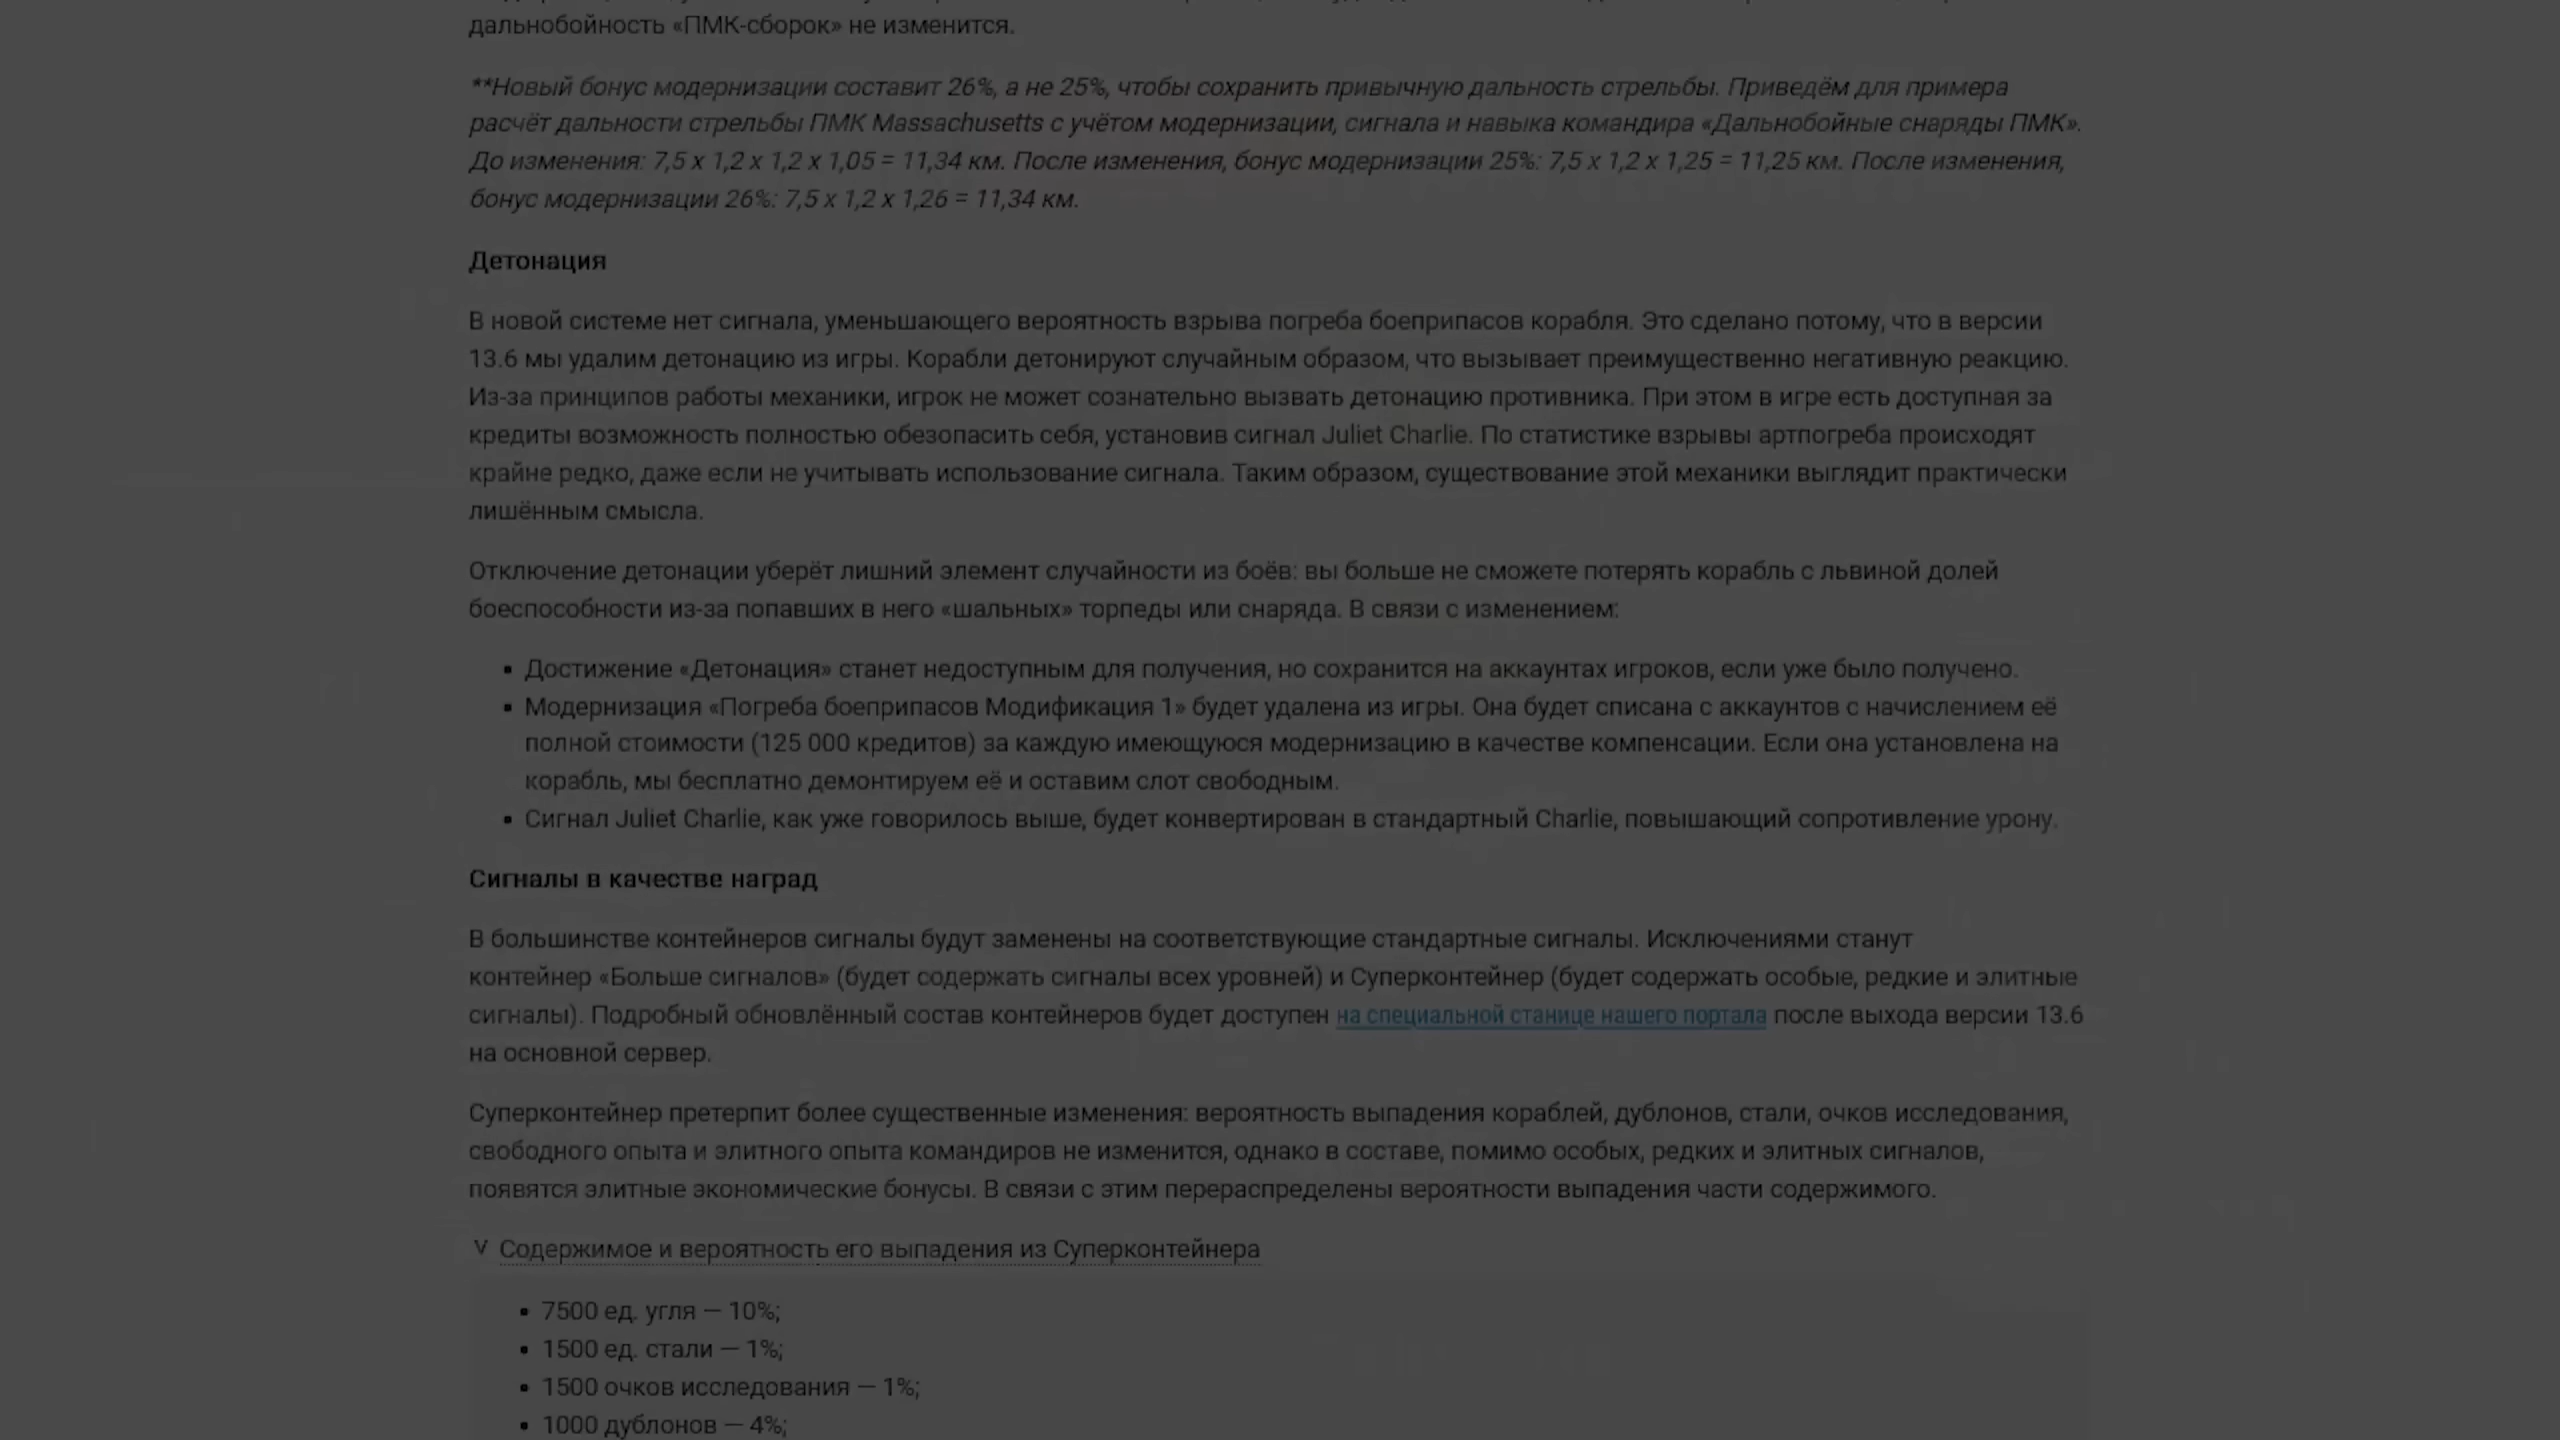 дальнобойность «ПМК-сборок» не изменится.
**Новый бонус модернизации составит 26%, а не 25%, чтобы сохранить привычную дальность стрельбы. Приведём для примера
расчёт дальности стрельбы ПМК Massachusetts с учётом модернизации, сигнала и навыка командира «Дальнобойные снаряды ПМК».
До изменения: 7,5 x 1,2 x 1,2 x 1,05 = 11,34 км. После изменения, бонус модернизации 25%: 7,5 x 1,2 x 1,25 = 11,25 км. После изменения,
бонус модернизации 26%: 7,5 x 1,2 x 1,26 = 11,34 км.
Детонация
В новой системе нет сигнала, уменьшающего вероятность взрыва погреба боеприпасов корабля. Это сделано потому, что в версии
13.6 мы удалим детонацию из игры. Корабли детонируют случайным образом, что вызывает преимущественно негативную реакцию.
Из-за принципов работы механики, игрок не может сознательно вызвать детонацию противника. При этом в игре есть доступная за
кредиты возможность полностью обезопасить себя, установив сигнал Juliet Charlie. По статистике взрывы артпогреба происходят
крайне редко, даже если не учитывать использование сигнала. Таким образом, существование этой механики выглядит практически
лишённым смысла.
Отключение детонации уберёт лишний элемент случайности из боёв: вы больше не сможете потерять корабль с львиной долей
боеспособности из-за попавших в него «шальных» торпеды или снаряда. В связи с изменением:
▪ Достижение «Детонация» станет недоступным для получения, но сохранится на аккаунтах игроков, если уже было получено.
▪ Модернизация «Погреба боеприпасов Модификация 1» будет удалена из игры. Она будет списана с аккаунтов с начислением её
полной стоимости (125 000 кредитов) за каждую имеющуюся модернизацию в качестве компенсации. Если она установлена на
корабль, мы бесплатно демонтируем её и оставим слот свободным.
▪ Сигнал Juliet Charlie, как уже говорилось выше, будет конвертирован в стандартный Charlie, повышающий сопротивление урону.
Сигналы в качестве наград
В большинстве контейнеров сигналы будут заменены на соответствующие стандартные сигналы. Исключениями станут
контейнер «Больше сигналов» (будет содержать сигналы всех уровней) и Суперконтейнер (будет содержать особые, редкие и элитные
сигналы). Подробный обновлённый состав контейнеров будет доступен на специальной станице нашего портала после выхода версии 13.6
на основной сервер.
Суперконтейнер претерпит более существенные изменения: вероятность выпадения кораблей, дублонов, стали, очков исследования,
свободного опыта и элитного опыта командиров не изменится, однако в составе, помимо особых, редких и элитных сигналов,
появятся элитные экономические бонусы. В связи с этим перераспределены вероятности выпадения части содержимого.
˅ Содержимое и вероятность его выпадения из Суперконтейнера
▪ 7500 ед. угля — 10%;
▪ 1500 ед. стали — 1%;
▪ 1500 очков исследования — 1%;
▪ 1000 дублонов — 4%;